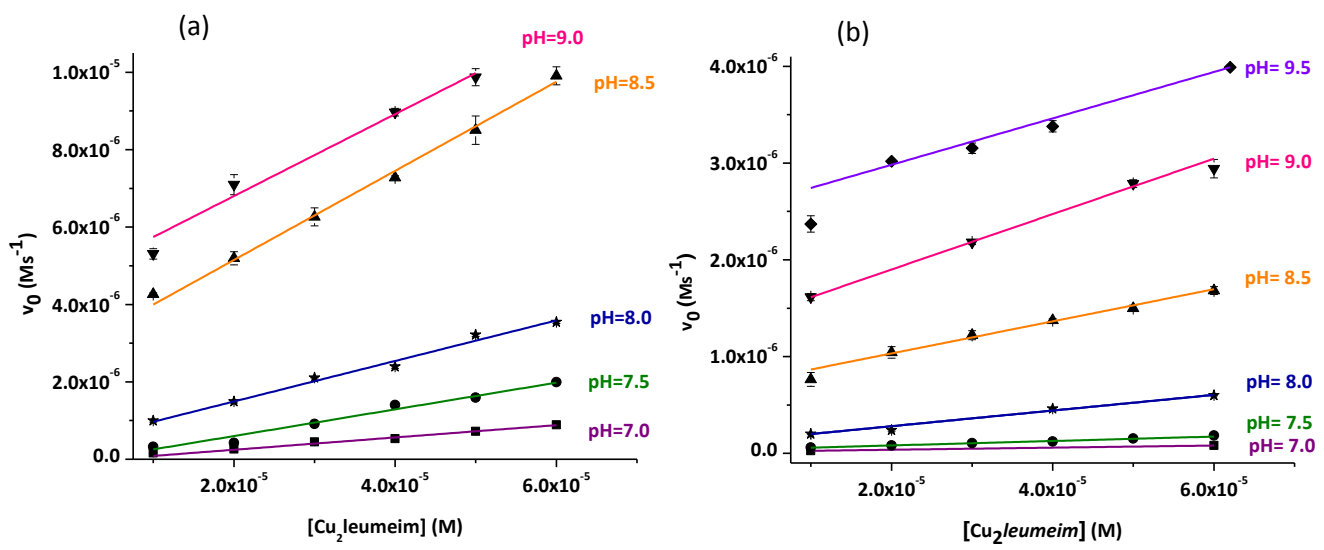 (a)
pH=9.0
pH=8.5
pH=8.0
pH=7.5
pH=7.0
1.0x10⁻⁵
8.0x10⁻⁶
6.0x10⁻⁶
4.0x10⁻⁶
2.0x10⁻⁶
0.0
v₀ (Ms⁻¹)
2.0x10⁻⁵ 4.0x10⁻⁵ 6.0x10⁻⁵
[Cu₂leumeim] (M)
(b)
pH= 9.5
pH= 9.0
pH= 8.5
pH= 8.0
pH= 7.5
pH= 7.0
4.0x10⁻⁶
3.0x10⁻⁶
2.0x10⁻⁶
1.0x10⁻⁶
0.0
v₀ (Ms⁻¹)
2.0x10⁻⁵ 4.0x10⁻⁵ 6.0x10⁻⁵
[Cu₂leumeim] (M)